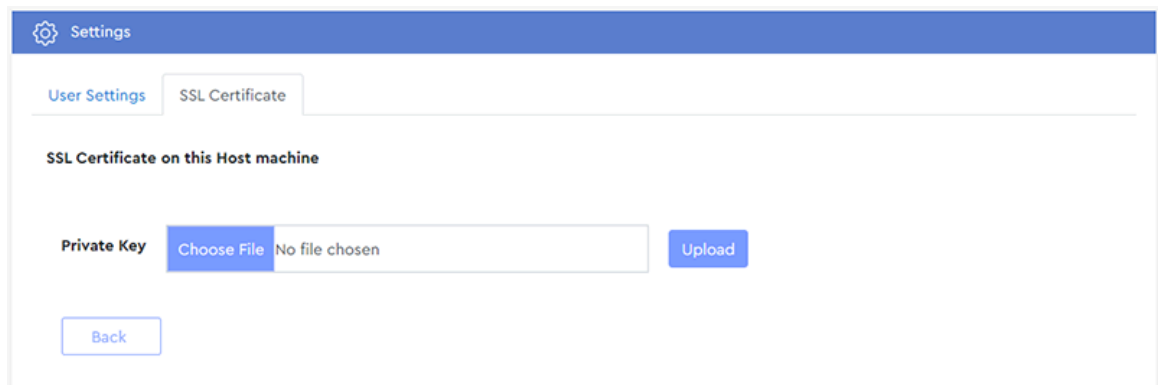 Settings
User Settings SSL Certificate
SSL Certificate on this Host machine
Private Key Choose File No file chosen Upload
Back